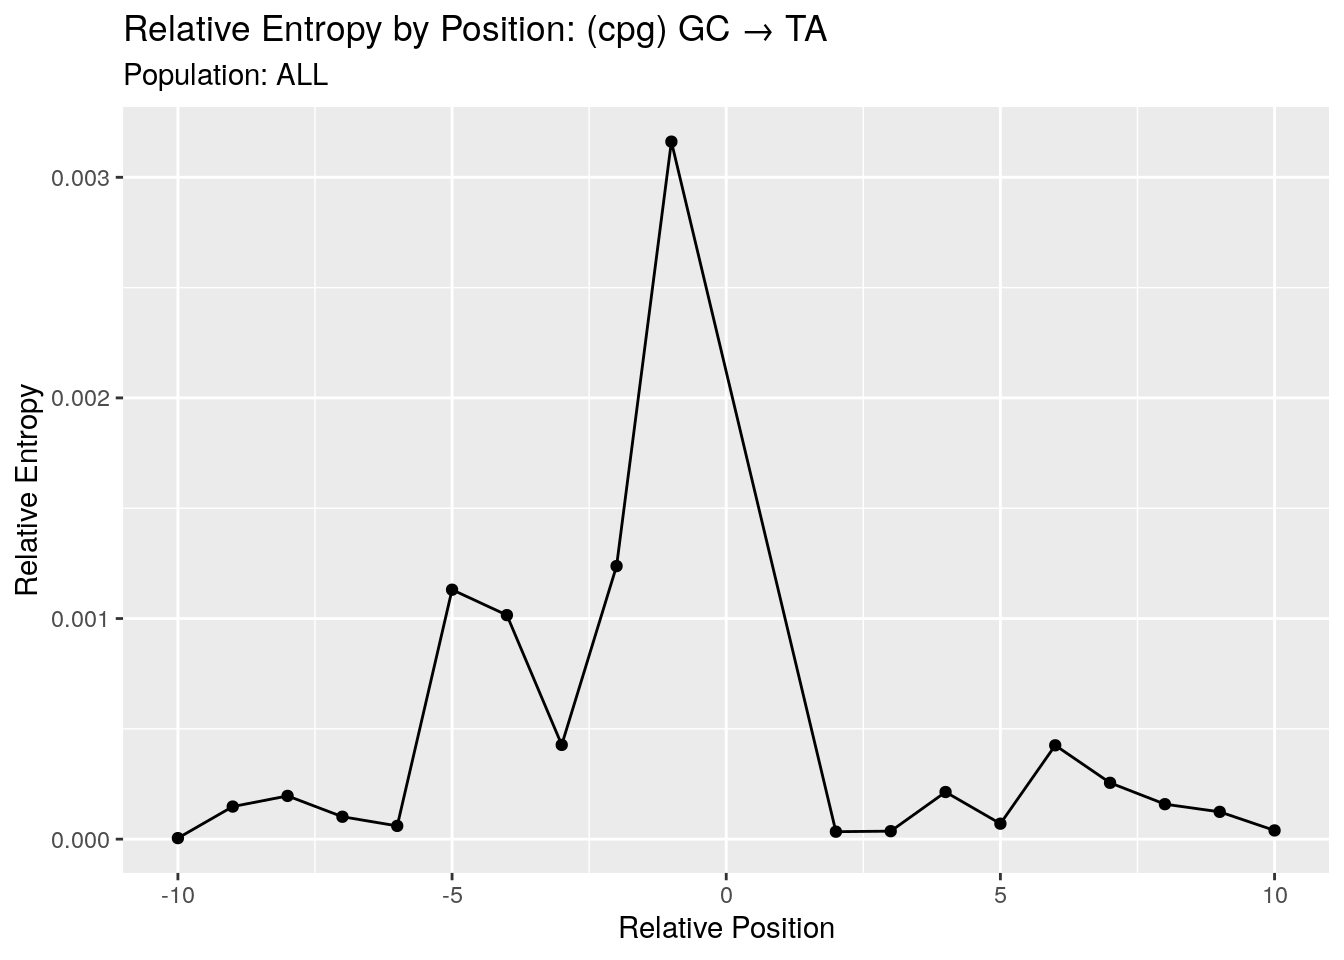 Relative Entropy by Position: (cpg) GC → TA
Population: ALL
Relative Entropy
0.003
0.002
0.001
0.000
-10
-5
0
5
10
Relative Position